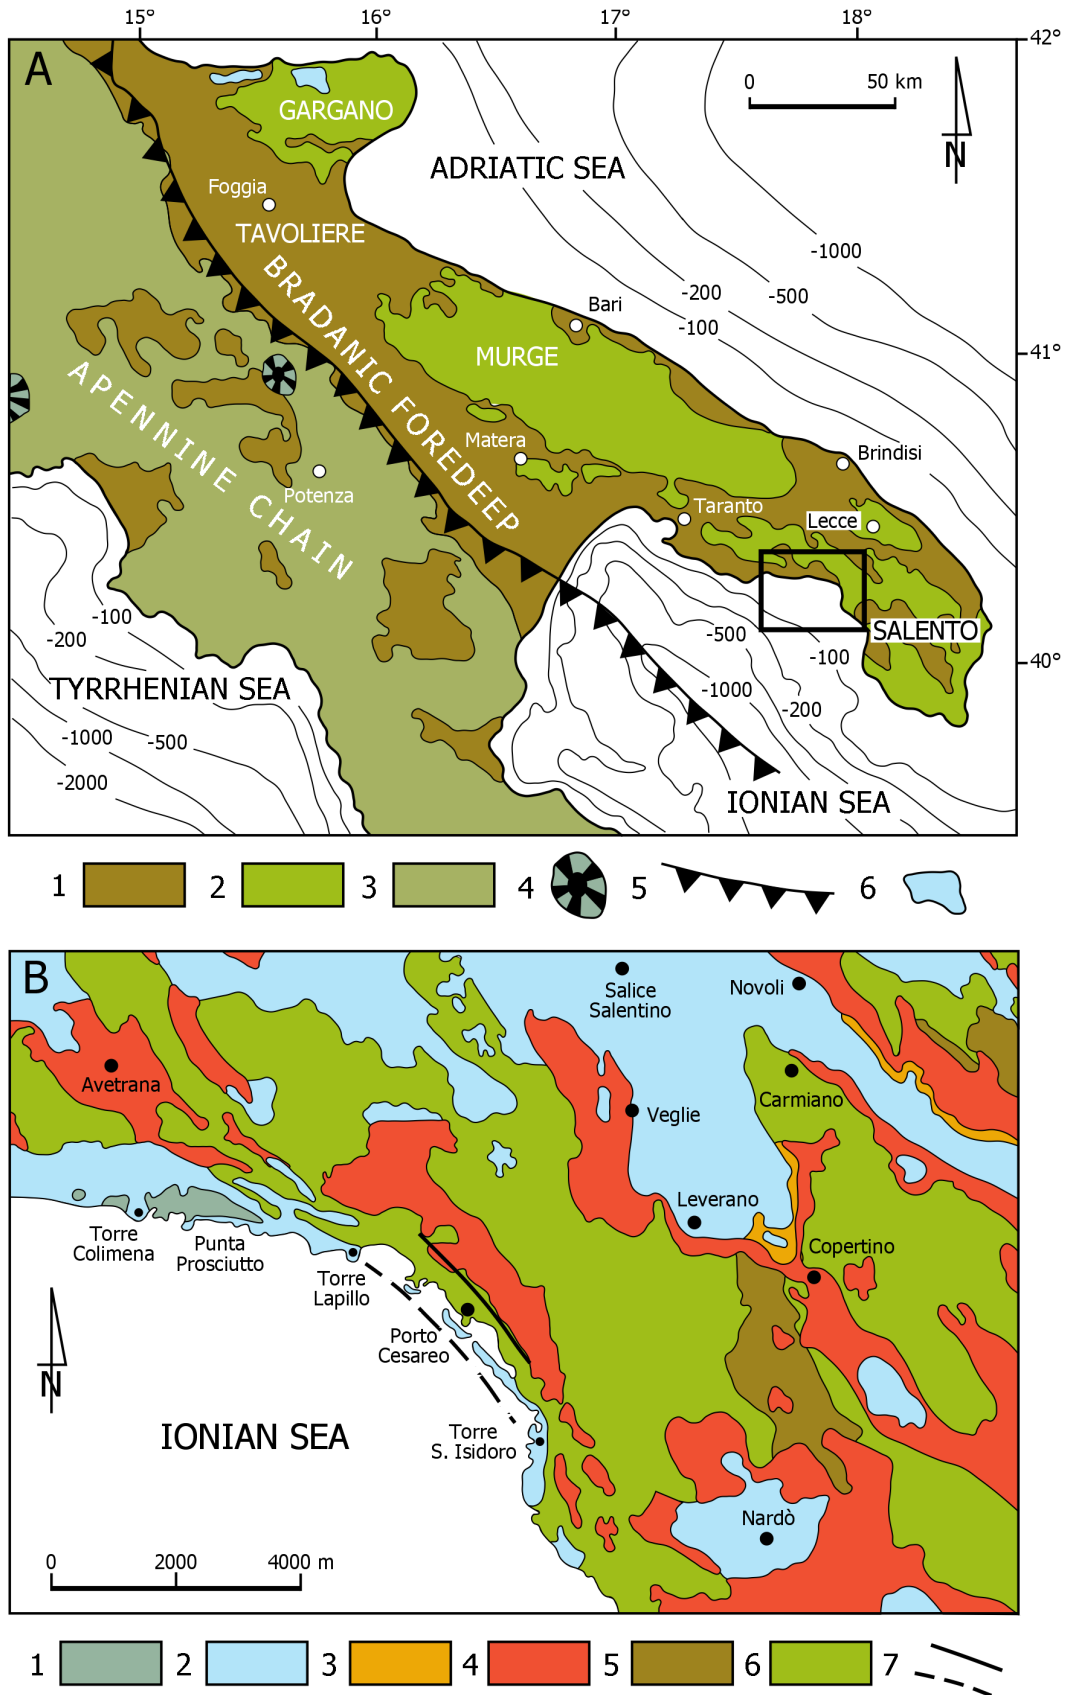 15° 16° 17° 18°
42°
A
0 50 km
GARGANO
N
ADRIATIC SEA
Foggia
TAVOLIERE
-1000
BRADANIC FOREDEEP
-200 -500
Bari
-100
41°
MURGE
APENNINE CHAIN
Matera
Brindisi
Potenza
Taranto
Lecce
-100
-200
-500
SALENTO
-100
40°
TYRRHENIAN SEA
-1000
-200
-1000 -500
-2000
IONIAN SEA
1 2 3 4 5 6
B
Salice
Salentino
Novoli
Avetrana
Carmiano
Veglie
Leverano
Torre
Colimena
Punta
Prosciutto
Copertino
Torre
Lapillo
Porto
Cesareo
N
IONIAN SEA
Torre
S. Isidoro
Nardò
0 2000 4000 m
1 2 3 4 5 6 7